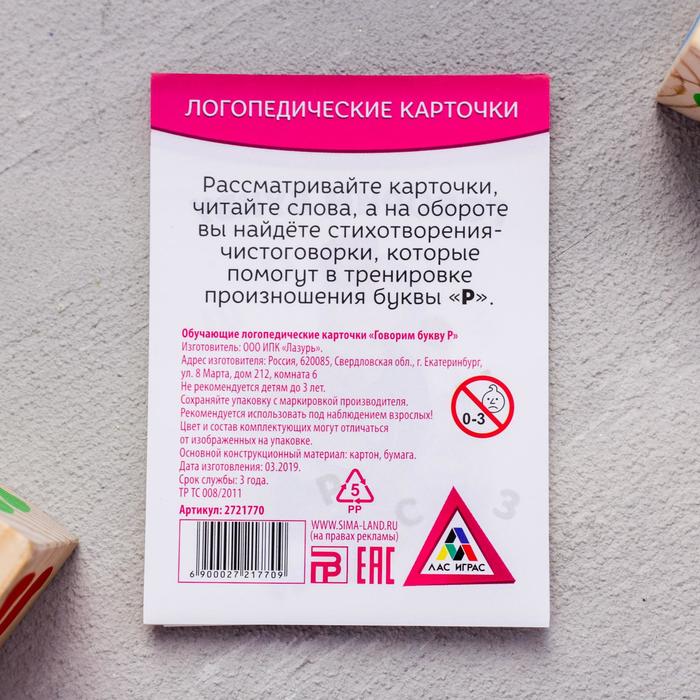 ЛОГОПЕДИЧЕСКИЕ КАРТОЧКИ
Рассматривайте карточки,
читайте слова, а на обороте
вы найдёте стихотворения-
чистоговорки, которые
помогут в тренировке
произношения буквы «Р».
Обучающие логопедические карточки «Говорим букву Р»
Изготовитель: ООО ИПК «Лазурь».
Адрес изготовителя: Россия, 620085, Свердловская обл., г. Екатеринбург,
ул. 8 Марта, дом 212, комната 6
Не рекомендуется детям до 3 лет.
Сохраняйте упаковку с маркировкой производителя.
Рекомендуется использовать под наблюдением взрослых!
Цвет и состав комплектующих могут отличаться
от изображенных на упаковке.
Основной конструкционный материал: картон, бумага.
Дата изготовления: 03.2019.
Срок службы: 3 года.
ТР ТС 008/2011
Артикул: 2721770
0-3
5
PP
Р С З
WWW.SIMA-LAND.RU
(на правах рекламы)
6 900027 217709
ЕАС
ЛАС ИГРАС